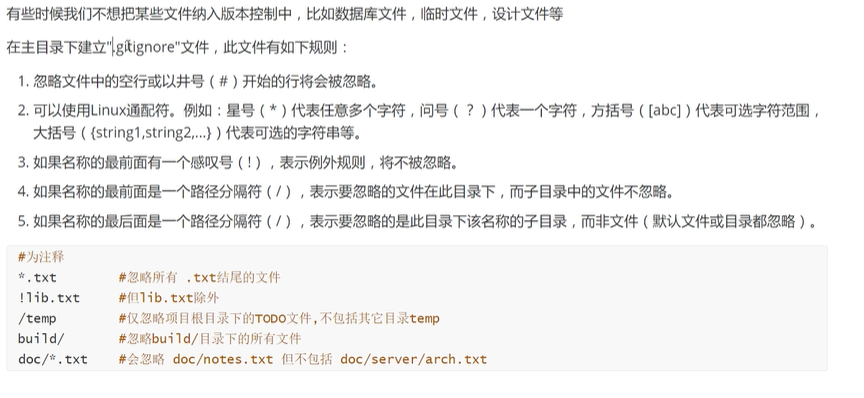 有些时候我们不想把某些文件纳入版本控制中，比如数据库文件，临时文件，设计文件等
在主目录下建立".gitignore"文件，此文件有如下规则：
1. 忽略文件中的空行或以井号（#）开始的行将会被忽略。
2. 可以使用Linux通配符。例如：星号（*）代表任意多个字符，问号（？）代表一个字符，方括号（[abc]）代表可选字符范围，
大括号（{string1,string2,...}）代表可选的字符串等。
3. 如果名称的最前面有一个感叹号（!），表示例外规则，将不被忽略。
4. 如果名称的最前面是一个路径分隔符（/），表示要忽略的文件在此目录下，而子目录中的文件不忽略。
5. 如果名称的最后面是一个路径分隔符（/），表示要忽略的是此目录下该名称的子目录，而非文件（默认文件或目录都忽略）。
#为注释
*.txt #忽略所有 .txt结尾的文件
!lib.txt #但lib.txt除外
/temp #仅忽略项目根目录下的TODO文件,不包括其它目录temp
build/ #忽略build/目录下的所有文件
doc/*.txt #会忽略 doc/notes.txt 但不包括 doc/server/arch.txt